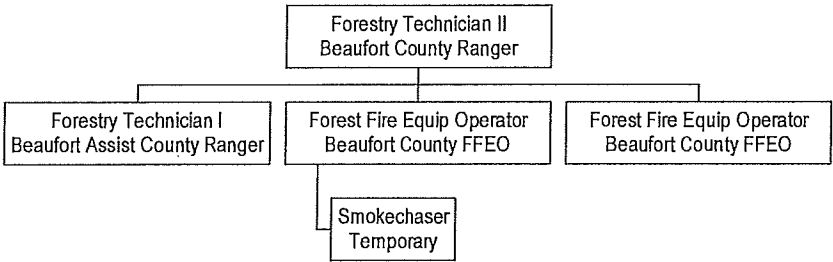 Forestry Technician II
Beaufort County Ranger
Forestry Technician I
Beaufort Assist County Ranger
Forest Fire Equip Operator
Beaufort County FFEO
Forest Fire Equip Operator
Beaufort County FFEO
Smokechaser
Temporary